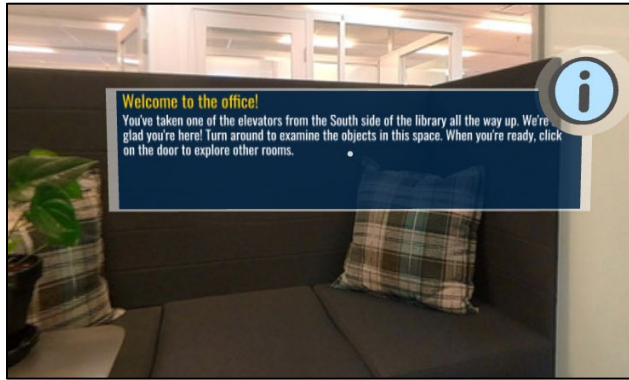 Welcome to the office!
You've taken one of the elevators from the South side of the library all the way up. We're
glad you're here! Turn around to examine the objects in this space. When you're ready, click
on the door to explore other rooms.
i